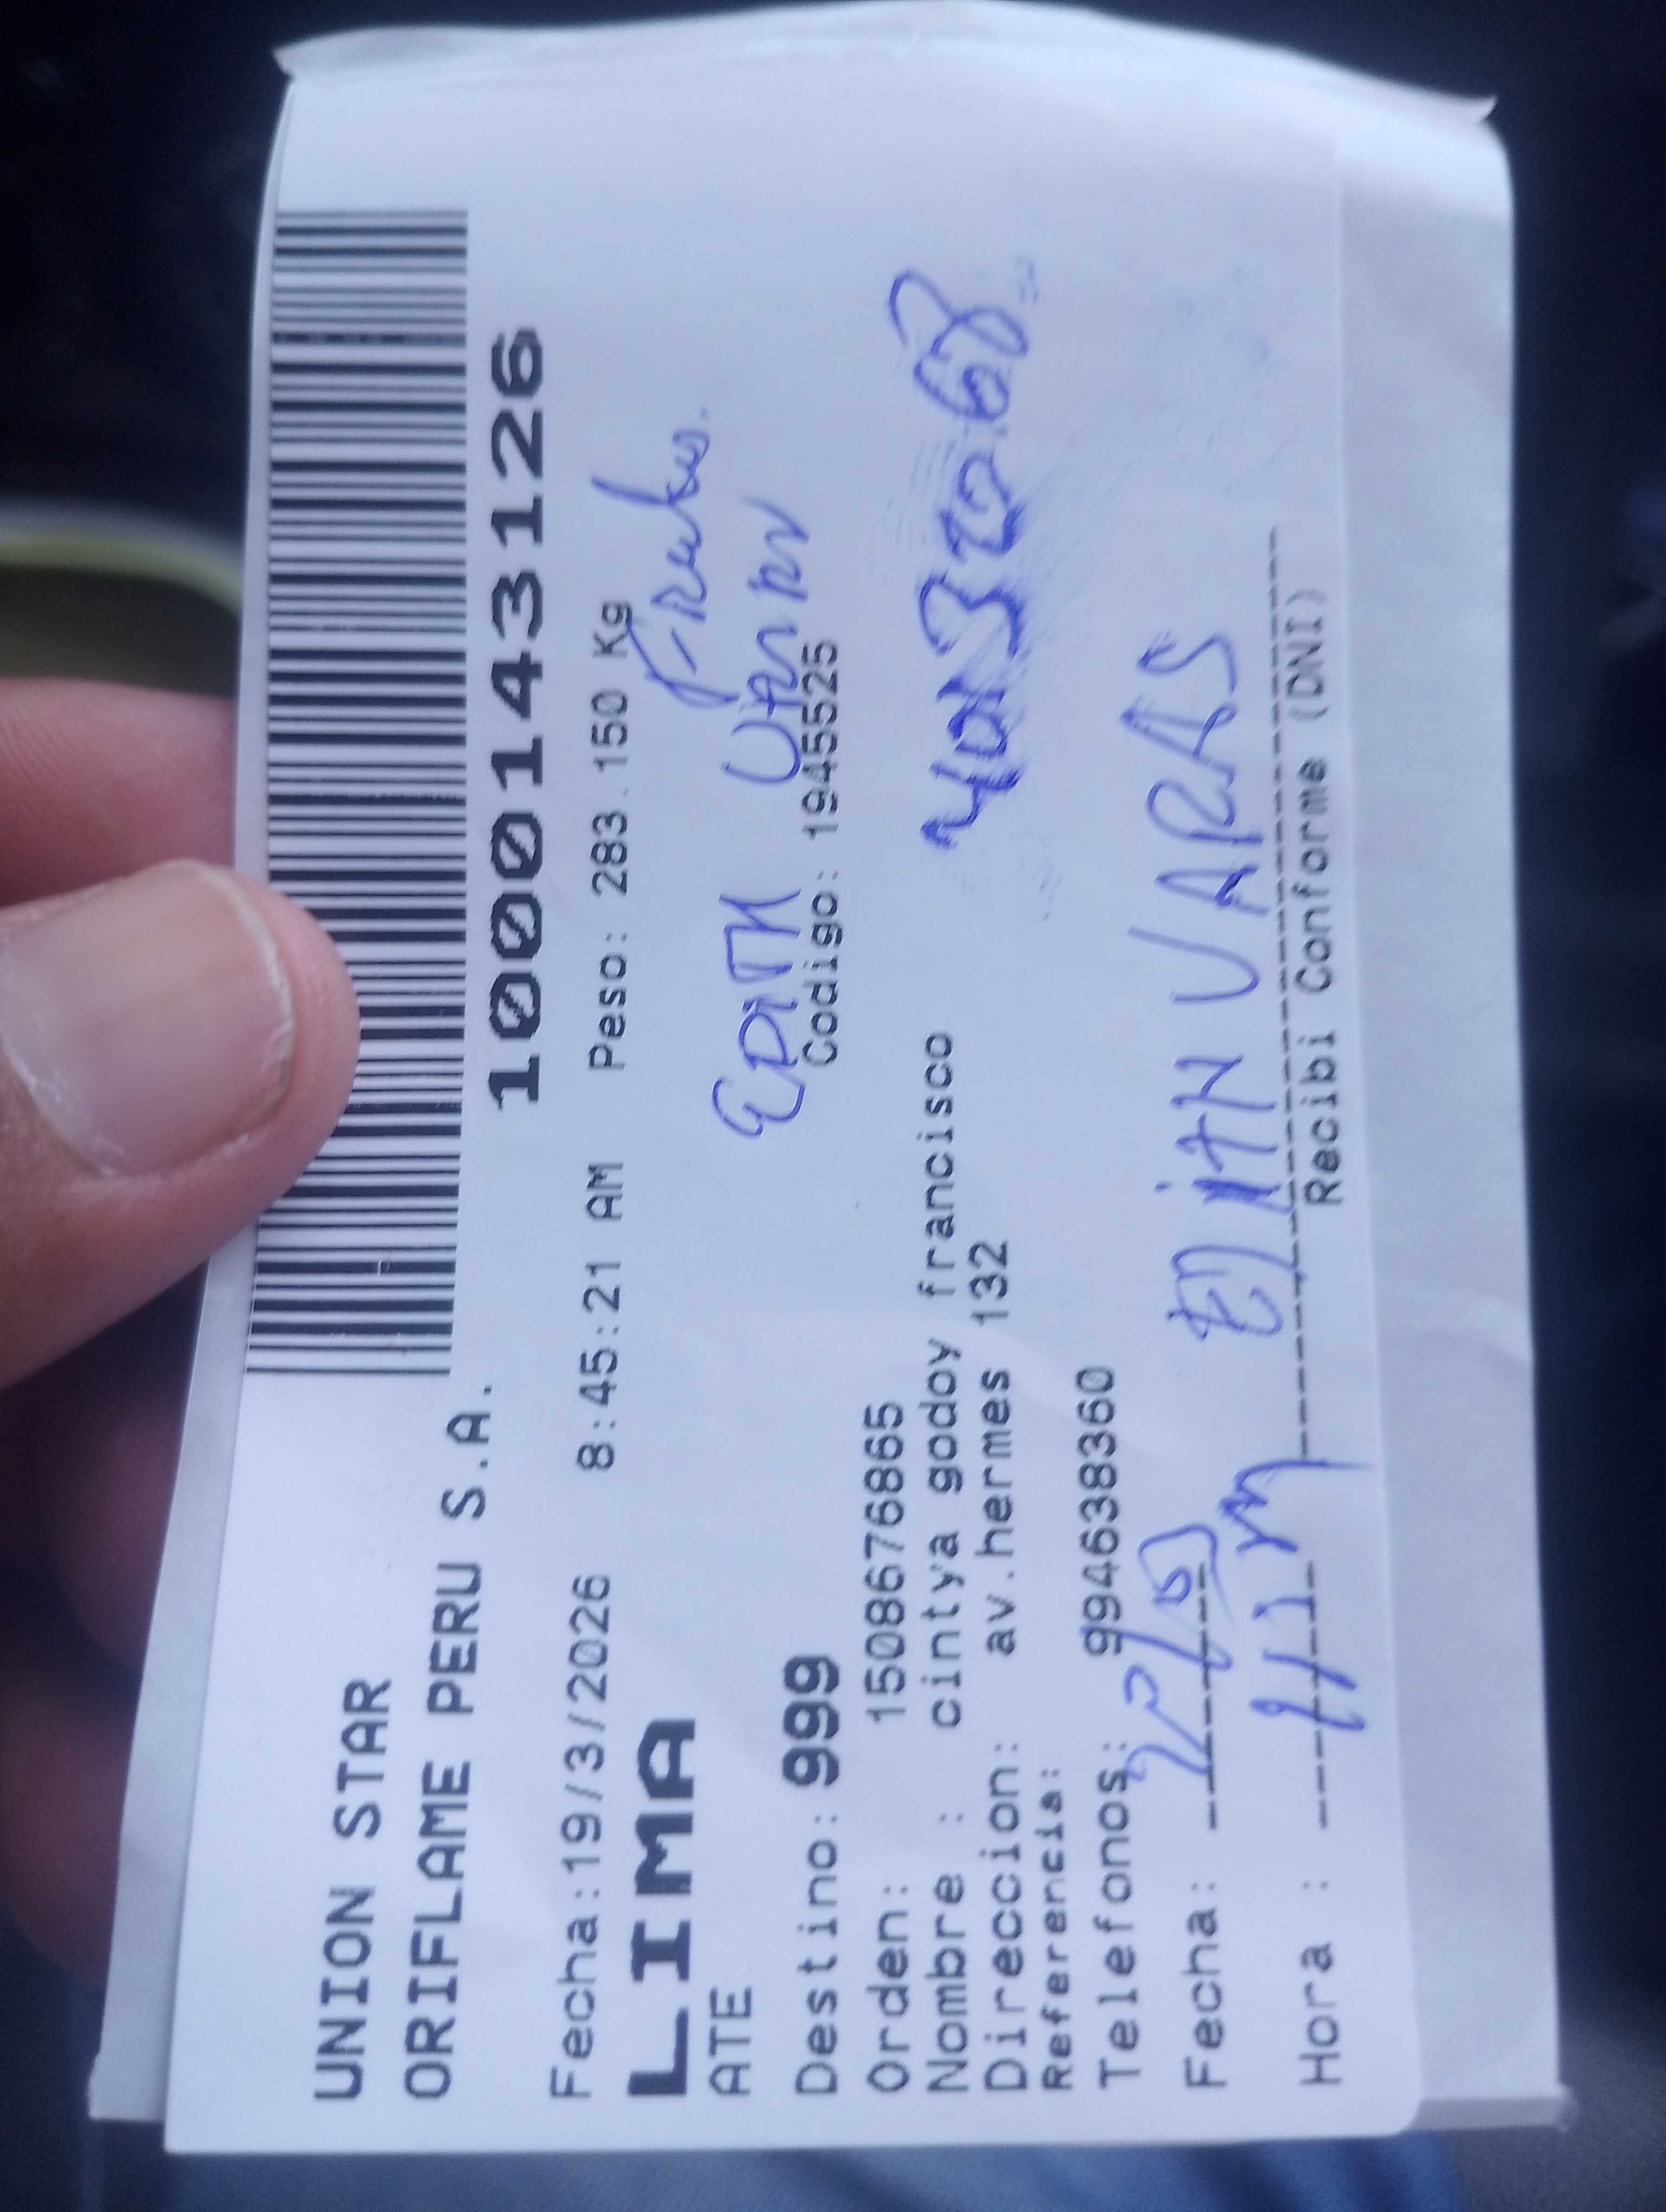 UNION STAR
ORIFLAME PERU S.A.
1000143126
Fecha:19/3/2026 8:45:21 AM Peso: 283.150 Kg
LIMA
ATE
EDITH
Destino: 999 Codigo: 1945525
Orden: 1508676865
Nombre : cintya godoy francisco
Direccion: av.hermes 132
Referencia:
Telefonos: 994638360
Fecha:
EDITH VARAS
Hora :
Recibi Conforme (DNI)